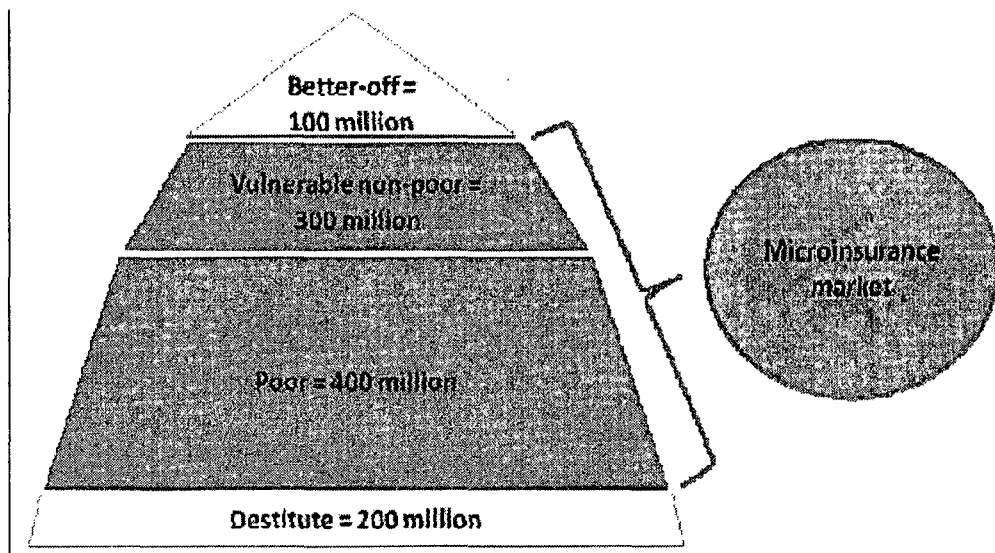 Better-off =
100 million
Vulnerable non-poor =
300 million
Poor = 400 million
Destitute = 200 million
Microinsurance
market